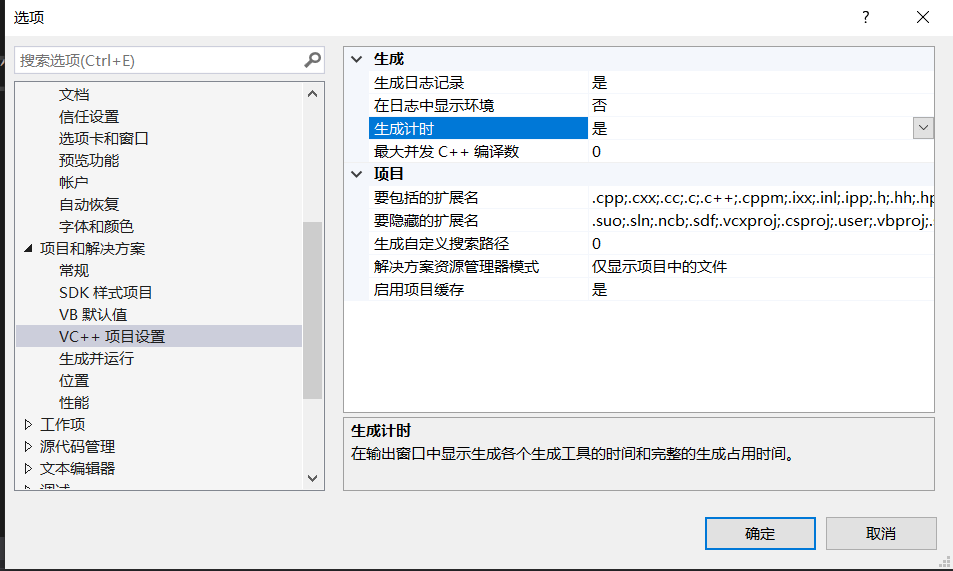 选项
?
搜索选项(Ctrl+E)
文档
信任设置
选项卡和窗口
预览功能
帐户
自动恢复
字体和颜色
项目和解决方案
常规
SDK 样式项目
VB 默认值
VC++ 项目设置
生成并运行
位置
性能
工作项
源代码管理
文本编辑器
调试
生成
生成日志记录 是
在日志中显示环境 否
生成计时 是
最大并发 C++ 编译数 0
项目
要包括的扩展名 .cpp;.cxx;.cc;.c;.c++;.cppm;.ixx;.inl;.ipp;.h;.hh;.hp
要隐藏的扩展名 .suo;.sln;.ncb;.sdf;.vcxproj;.csproj;.user;.vbproj;.
生成自定义搜索路径 0
解决方案资源管理器模式 仅显示项目中的文件
启用项目缓存 是
生成计时
在输出窗口中显示生成各个生成工具的时间和完整的生成占用时间。
确定
取消